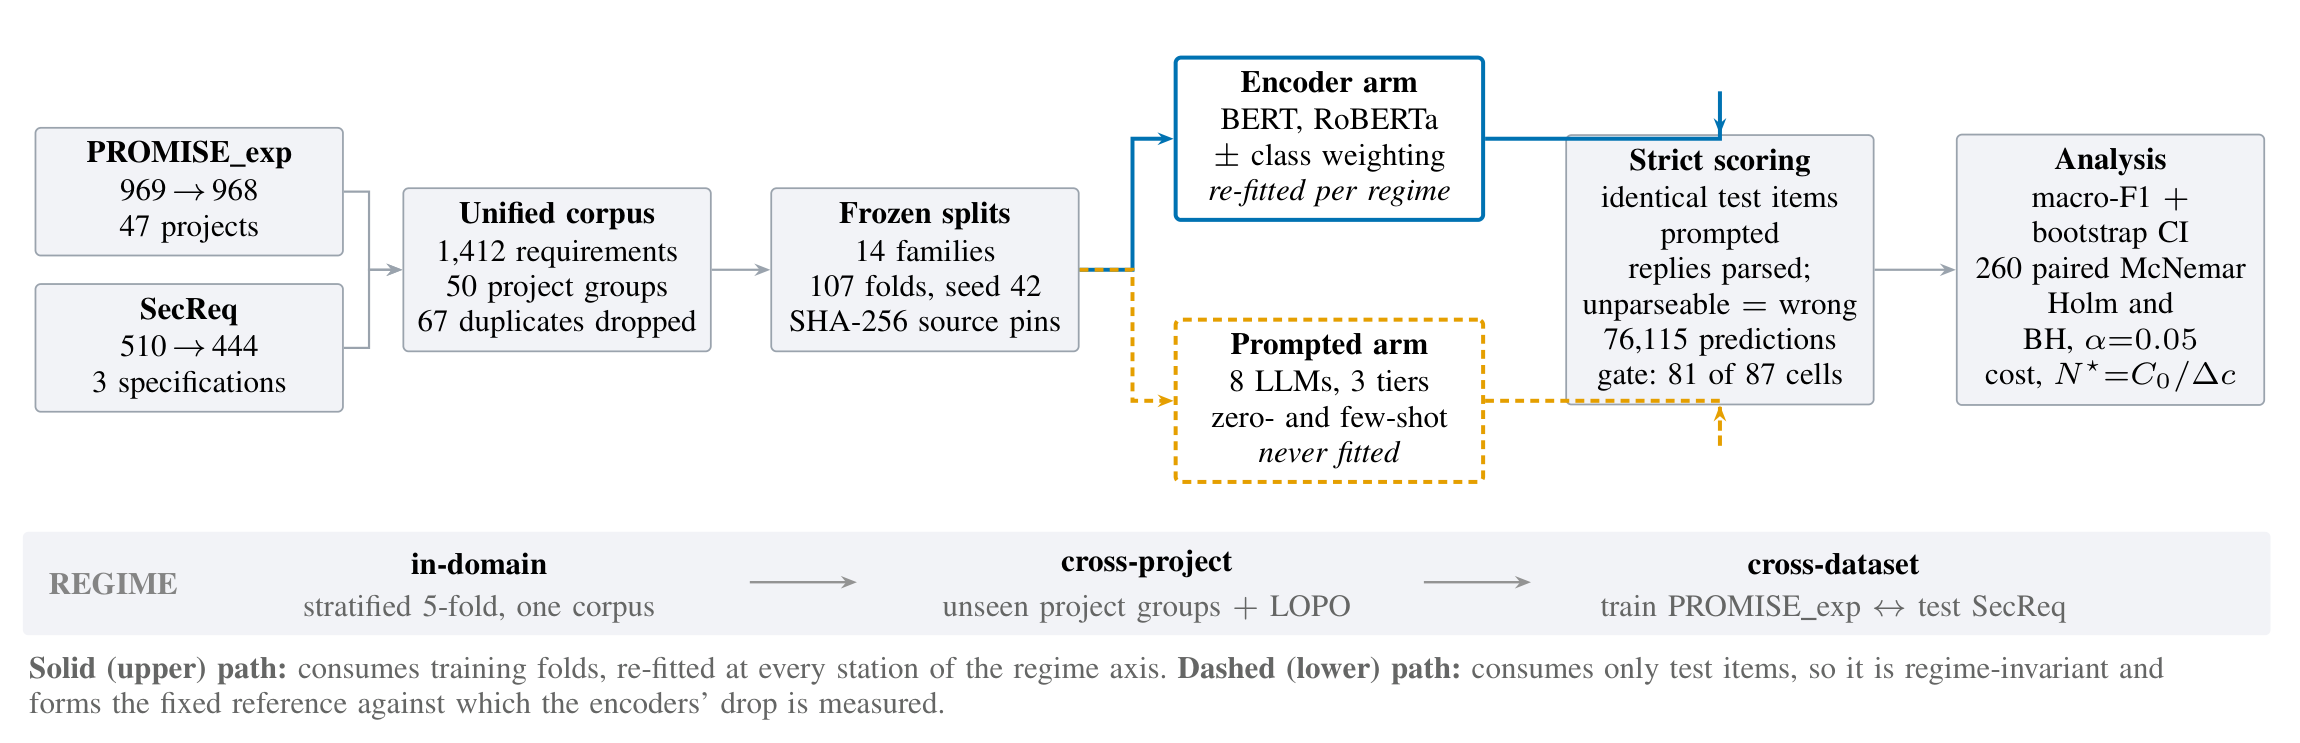 PROMISE_exp
969 → 968
47 projects
SecReq
510 → 444
3 specifications
Unified corpus
1,412 requirements
50 project groups
67 duplicates dropped
Frozen splits
14 families
107 folds, seed 42
SHA-256 source pins
Encoder arm
BERT, RoBERTa
± class weighting
re-fitted per regime
Prompted arm
8 LLMs, 3 tiers
zero- and few-shot
never fitted
Strict scoring
identical test items
prompted
replies parsed;
unparseable = wrong
76,115 predictions
gate: 81 of 87 cells
Analysis
macro-F1 +
bootstrap CI
260 paired McNemar
Holm and
BH, α=0.05
cost, N⋆=C₀/Δc
REGIME
in-domain
stratified 5-fold, one corpus
cross-project
unseen project groups + LOPO
cross-dataset
train PROMISE_exp ↔ test SecReq
Solid (upper) path: consumes training folds, re-fitted at every station of the regime axis. Dashed (lower) path: consumes only test items, so it is regime-invariant and
forms the fixed reference against which the encoders’ drop is measured.